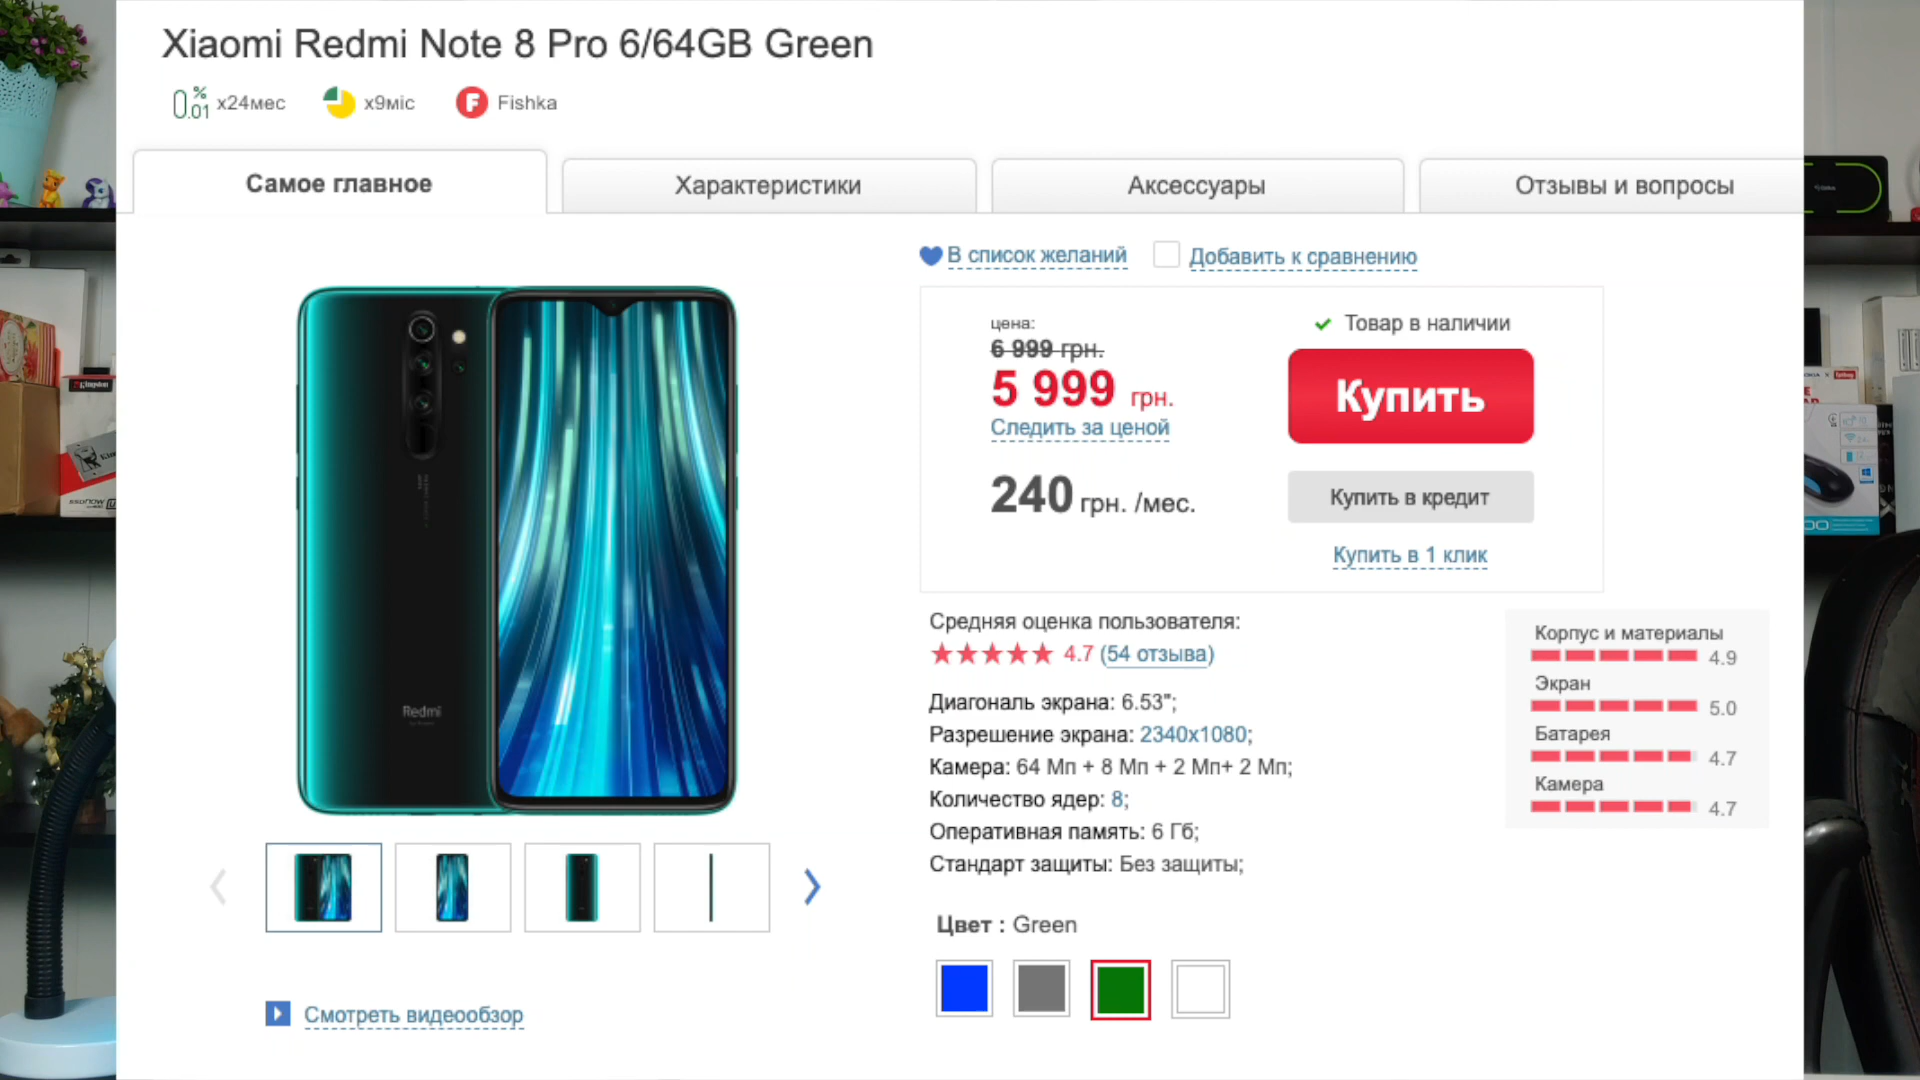 Xiaomi Redmi Note 8 Pro 6/64GB Green
0.01 % x24мес
x9міс
F Fishka
Самое главное
Характеристики
Аксессуары
Отзывы и вопросы
В список желаний
Добавить к сравнению
цена:
6 999 грн.
5 999 грн.
Следить за ценой
240 грн. /мес.
Товар в наличии
Купить
Купить в кредит
Купить в 1 клик
Redmi
Средняя оценка пользователя:
4.7 (54 отзыва)
Диагональ экрана: 6.53";
Разрешение экрана: 2340x1080;
Камера: 64 Мп + 8 Мп + 2 Мп+ 2 Мп;
Количество ядер: 8;
Оперативная память: 6 Гб;
Стандарт защиты: Без защиты;
Корпус и материалы
4.9
Экран
5.0
Батарея
4.7
Камера
4.7
Цвет : Green
Смотреть видеообзор
Kingston